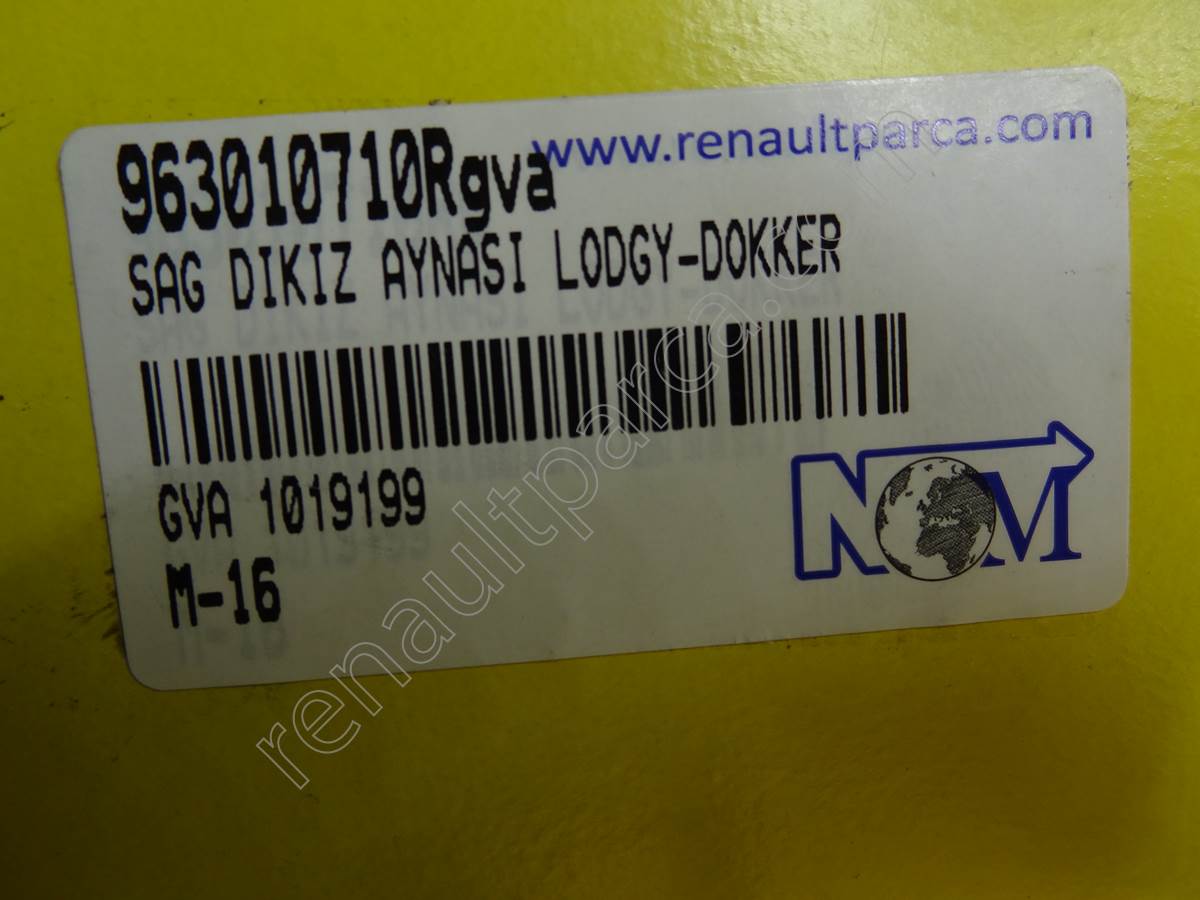 963010710Rgva
www.renaultparca.com
SAG DIKIZ AYNASI LODGY-DOKKER
GVA 1019199
M-16
NOM
renaultparca.com